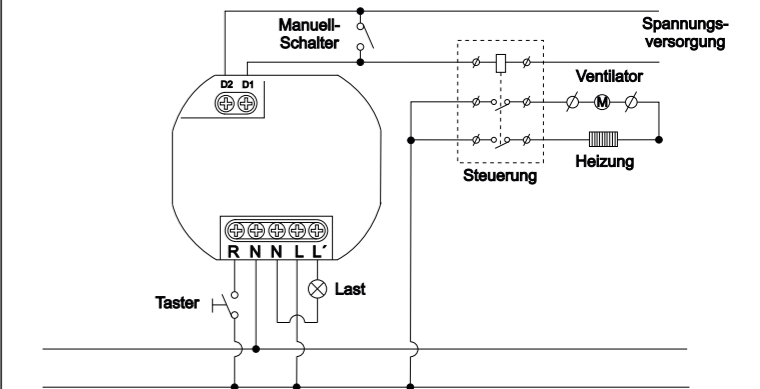 Manuell-
Schalter
Spannungs-
versorgung
D2 D1
Ventilator
M
Heizung
Steuerung
R N N L L´
Taster
Last